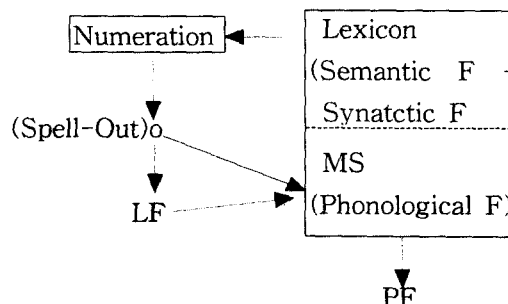 Numeration
Lexicon
(Semantic F -
Synatctic F
(Spell-Out)o
MS
(Phonological F)
LF
PF